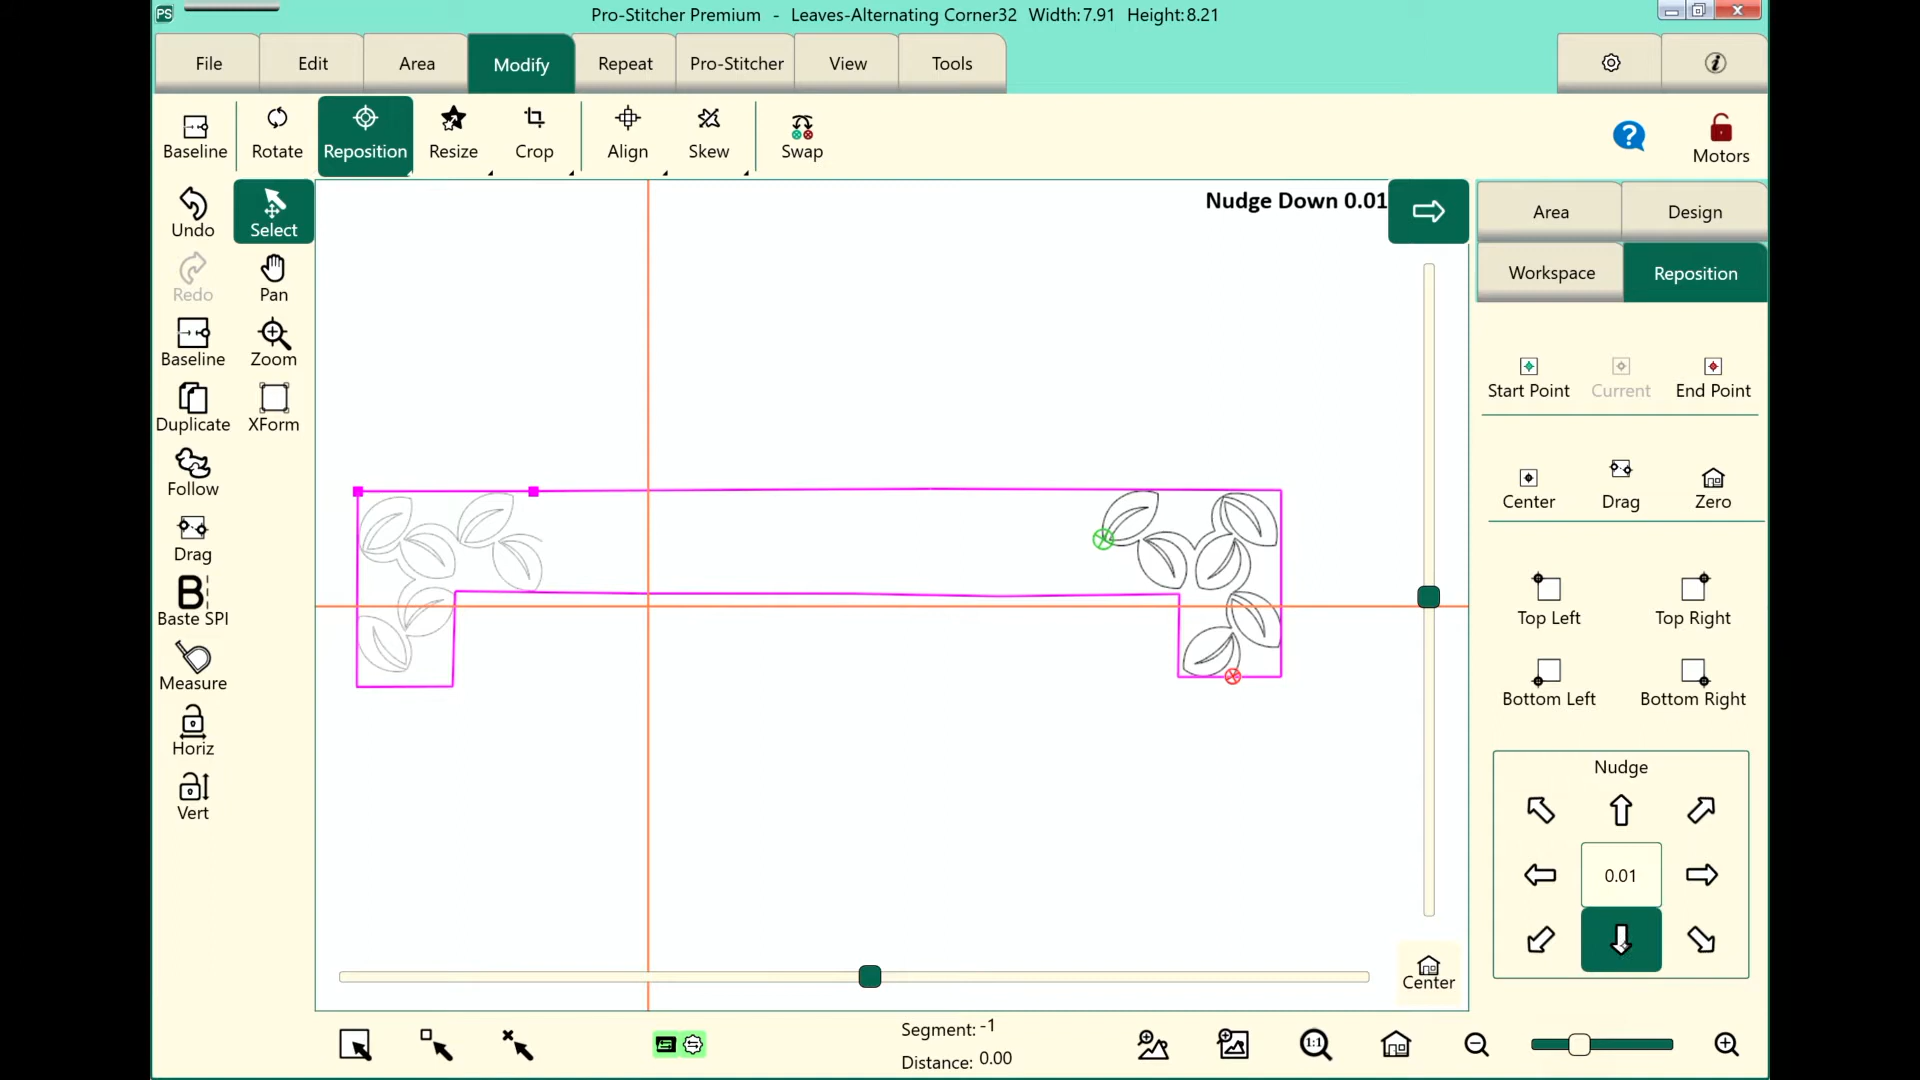 PS
Pro-Stitcher Premium - Leaves-Alternating Corner32 Width:7.91 Height:8.21
File Edit Area Modify Repeat Pro-Stitcher View Tools
Baseline Rotate Reposition Resize Crop Align Skew Swap Motors
Undo Select
Redo Pan
Baseline Zoom
Duplicate XForm
Follow
Drag
B
Baste SPI
Measure
Horiz
Vert
Nudge Down 0.01
Center
Area Design
Workspace Reposition
Start Point Current End Point
Center Drag Zero
Top Left Top Right
Bottom Left Bottom Right
Nudge
0.01
Segment: -1
Distance: 0.00
1:1